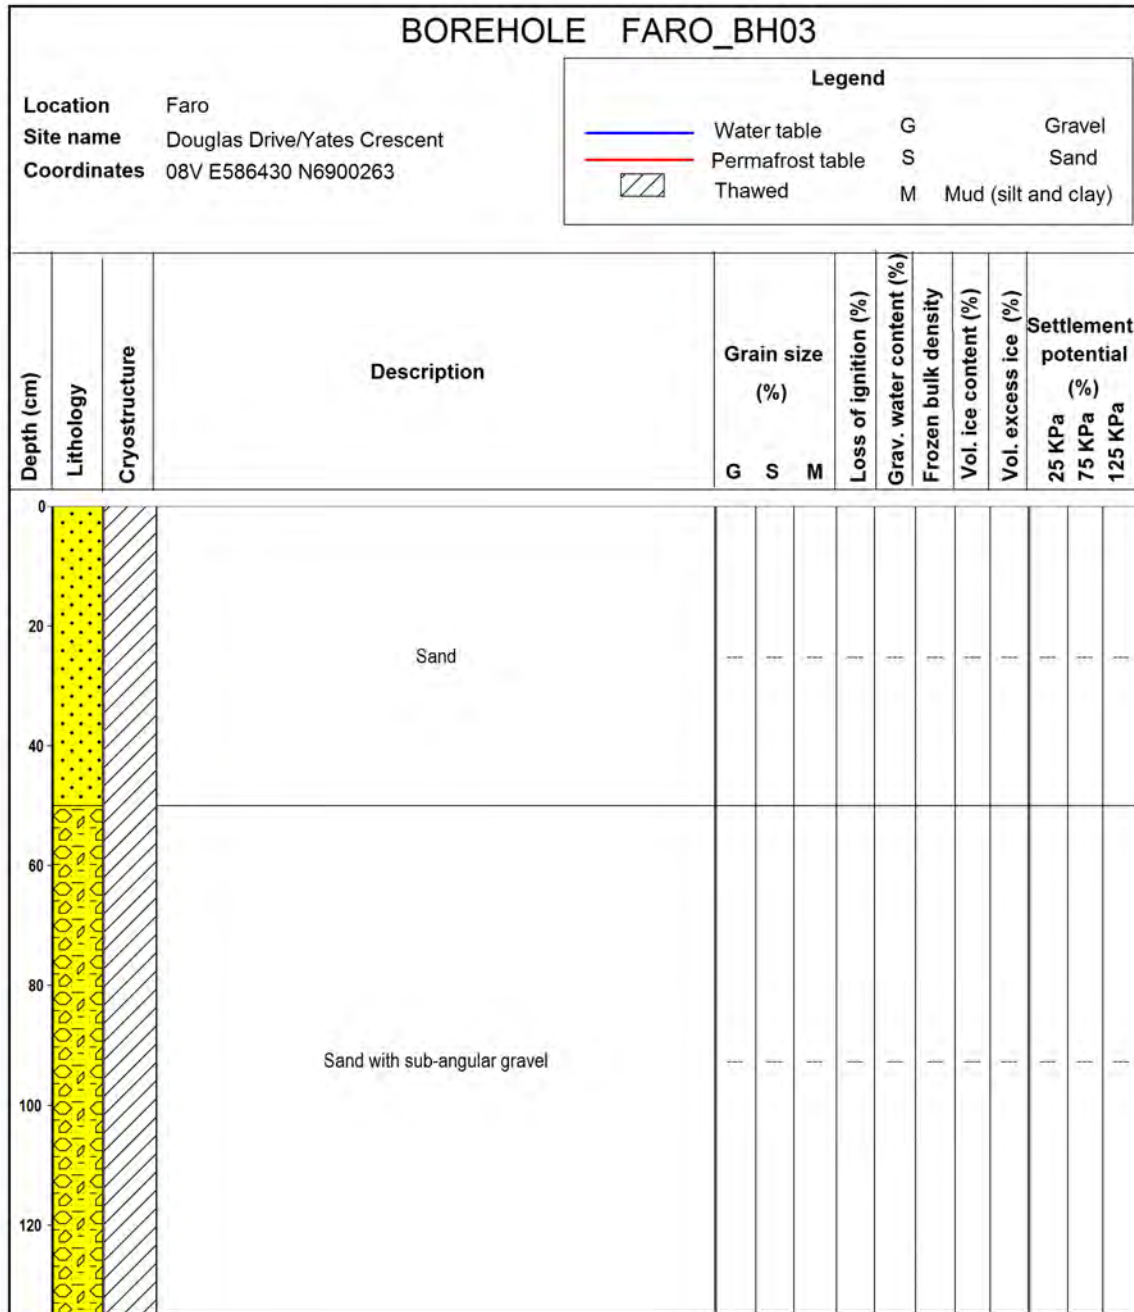 BOREHOLE FARO_BH03
Location Faro
Site name Douglas Drive/Yates Crescent
Coordinates 08V E586430 N6900263
Legend
Water table G Gravel
Permafrost table S Sand
Thawed M Mud (silt and clay)
Depth (cm)
Lithology
Cryostructure
Description
Grain size
(%)
G S M
Loss of ignition (%)
Grav. water content (%)
Frozen bulk density
Vol. ice content (%)
Vol. excess ice (%)
Settlement
potential
(%)
25 KPa
75 KPa
125 KPa
0
20
Sand --- --- --- --- --- --- --- --- --- --- ---
40
60
80
Sand with sub-angular gravel --- --- --- --- --- --- --- --- --- --- ---
100
120